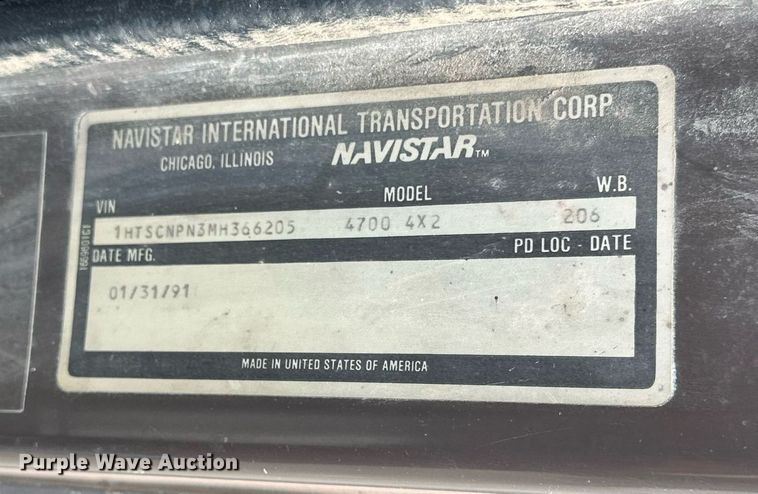 NAVISTAR INTERNATIONAL TRANSPORTATION CORP
CHICAGO, ILLINOIS NAVISTAR™
VIN MODEL W.B.
1HTSCNPN3MH366205 4700 4X2 206
DATE MFG. PD LOC - DATE
01/31/91
MADE IN UNITED STATES OF AMERICA
Purple Wave Auction